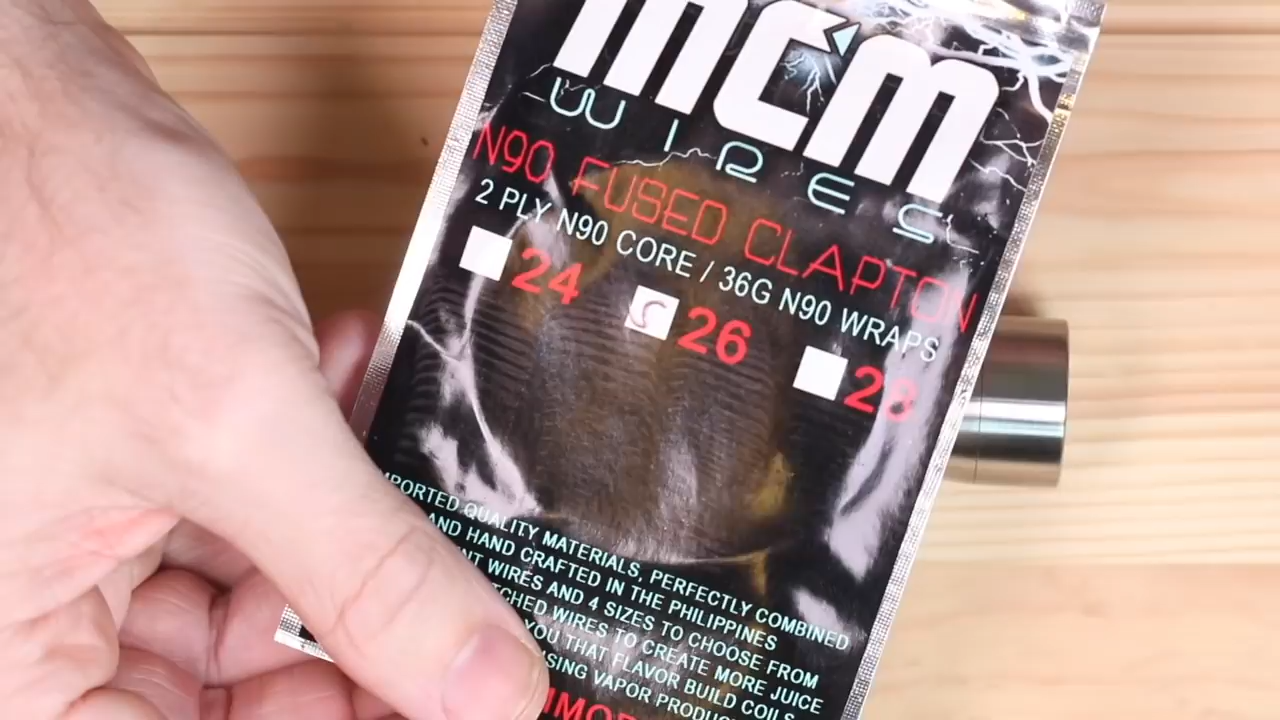 MCM
WIRES
N90 FUSED CLAPTON
2 PLY N90 CORE / 36G N90 WRAPS
24 26 28
IMPORTED QUALITY MATERIALS, PERFECTLY COMBINED
AND HAND CRAFTED IN THE PHILIPPINES
WIRES AND 4 SIZES TO CHOOSE FROM
WIRES TO CREATE MORE JUICE
YOU THAT FLAVOR BUILD COILS
VAPOR